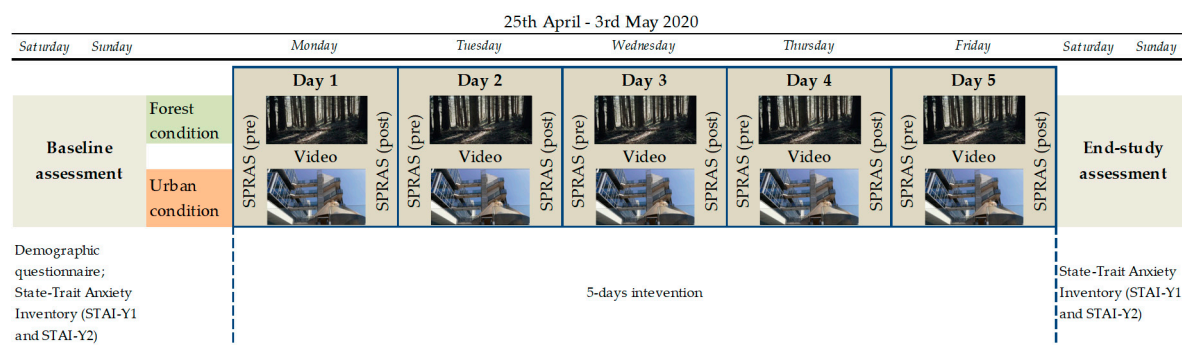 25th April - 3rd May 2020
Saturday Sunday Monday Tuesday Wednesday Thursday Friday Saturday Sunday
Day 1 Day 2 Day 3 Day 4 Day 5
Baseline
assessment
Forest
condition
Urban
condition
SPRAS (pre)
Video
SPRAS (post)
SPRAS (pre)
Video
SPRAS (post)
SPRAS (pre)
Video
SPRAS (post)
SPRAS (pre)
Video
SPRAS (post)
SPRAS (pre)
Video
SPRAS (post)
End-study
assessment
Demographic
questionnaire;
State-Trait Anxiety
Inventory (STAI-Y1
and STAI-Y2)
5-days intevention
State-Trait Anxiety
Inventory (STAI-Y1
and STAI-Y2)